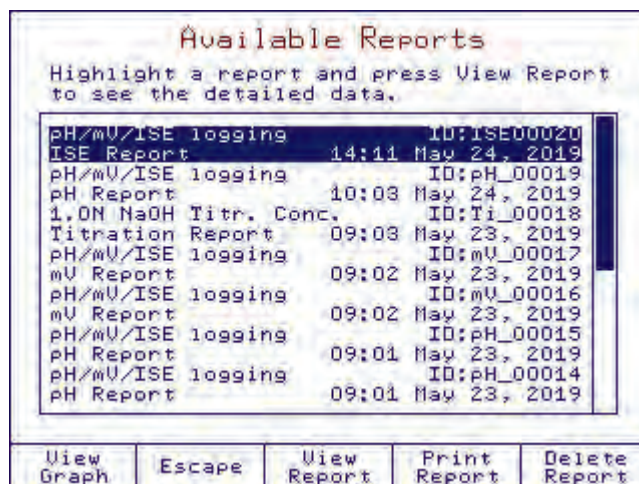 Available Reports
Highlight a report and press View Report
to see the detailed data.
pH/mV/ISE logging ID:ISE00020
ISE Report 14:11 May 24, 2019
pH/mV/ISE logging ID:pH_00019
pH Report 10:03 May 24, 2019
1.0N NaOH Titr. Conc. ID:Ti_00018
Titration Report 09:03 May 23, 2019
pH/mV/ISE logging ID:mV_00017
mV Report 09:02 May 23, 2019
pH/mV/ISE logging ID:mV_00016
mV Report 09:02 May 23, 2019
pH/mV/ISE logging ID:pH_00015
pH Report 09:01 May 23, 2019
pH/mV/ISE logging ID:pH_00014
pH Report 09:01 May 23, 2019
View Graph
Escape
View Report
Print Report
Delete Report